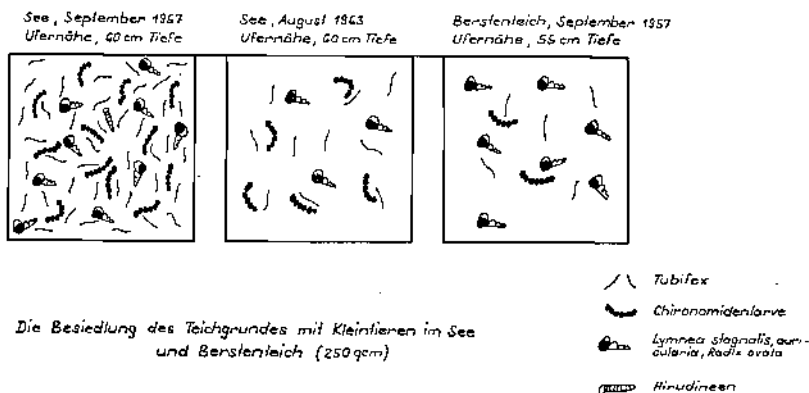 See, September 1957
Ufernähe, 60 cm Tiefe
See, August 1963
Ufernähe, 60 cm Tiefe
Berstenteich, September 1957
Ufernähe, 55 cm Tiefe
Tubifex
Chironomidenlarve
Lymnea stagnalis, auri-
cularia, Radix ovata
Hirudineen
Die Besiedlung des Teichgrundes mit Kleintieren im See
und Berstenteich (250 qcm)